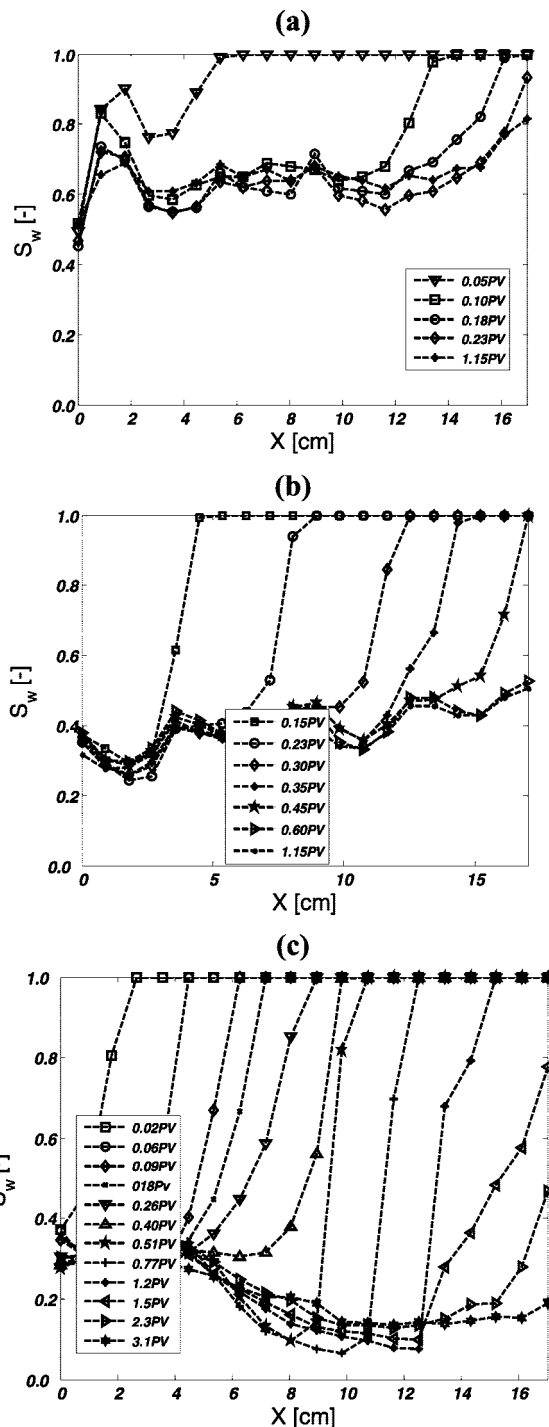 (a)
1.0
0.8
0.6
0.4
0.2
0.0
S_w [-]
0.05PV
0.10PV
0.18PV
0.23PV
1.15PV
0 2 4 6 8 10 12 14 16
X [cm]
(b)
1.0
0.8
0.6
0.4
0.2
0.0
S_w [-]
0.15PV
0.23PV
0.30PV
0.35PV
0.45PV
0.60PV
1.15PV
0 5 10 15
X [cm]
(c)
1.0
0.8
0.6
0.4
0.2
0.0
S_w [-]
0.02PV
0.06PV
0.09PV
018Pv
0.26PV
0.40PV
0.51PV
0.77PV
1.2PV
1.5PV
2.3PV
3.1PV
0 2 4 6 8 10 12 14 16
X [cm]